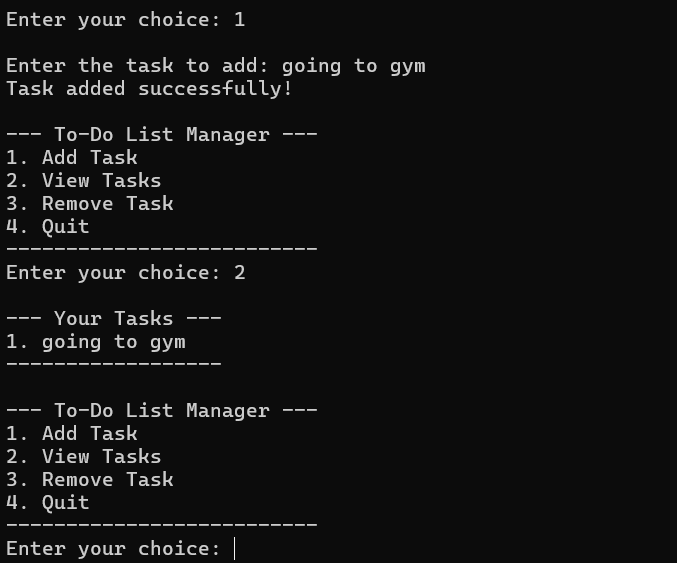 Enter your choice: 1
Enter the task to add: going to gym
Task added successfully!
--- To-Do List Manager ---
1. Add Task
2. View Tasks
3. Remove Task
4. Quit
--------------------------
Enter your choice: 2
--- Your Tasks ---
1. going to gym
------------------
--- To-Do List Manager ---
1. Add Task
2. View Tasks
3. Remove Task
4. Quit
--------------------------
Enter your choice: